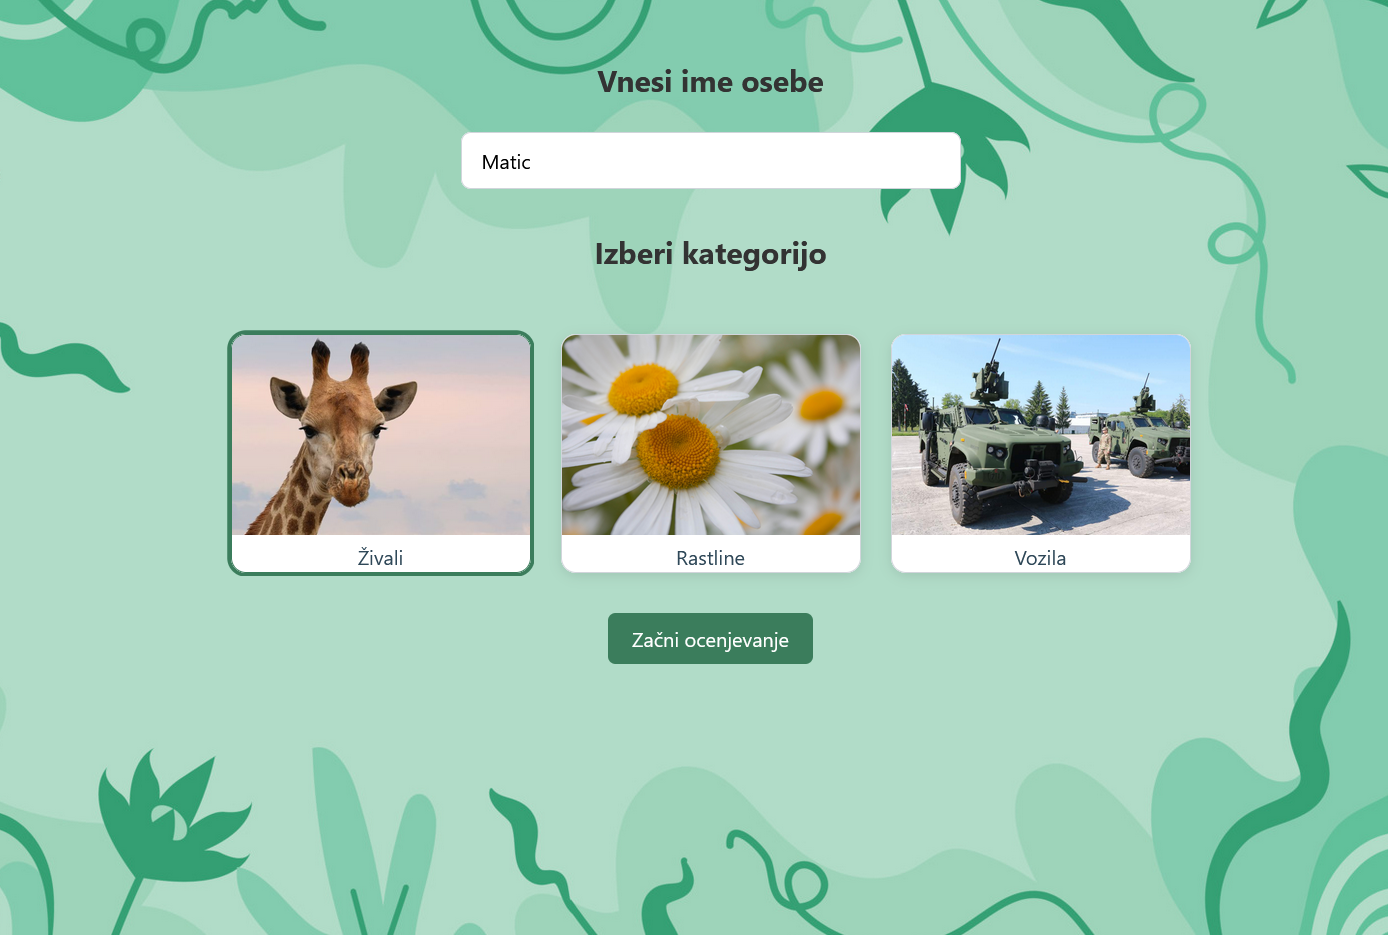 Vnesi ime osebe
Matic
Izberi kategorijo
Živali
Rastline
Vozila
Začni ocenjevanje